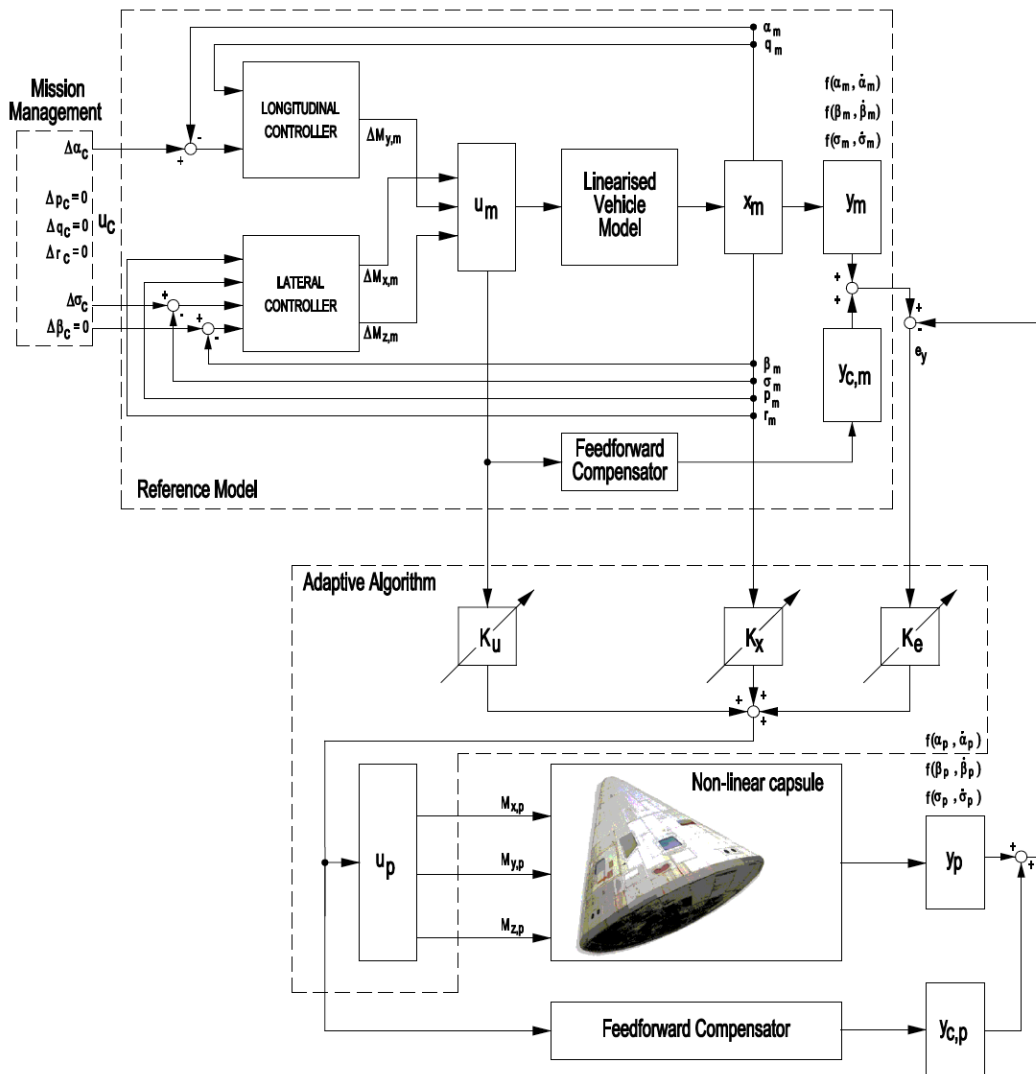 α_m
q_m
Mission
Management
LONGITUDINAL
CONTROLLER
f(α_m , α̇_m)
f(β_m , β̇_m)
f(σ_m , σ̇_m)
ΔM_y,m
Δα_c
-
+
Δp_c = 0
Δq_c = 0
Δr_c = 0
u_c
u_m
Linearised
Vehicle
Model
x_m
y_m
LATERAL
CONTROLLER
ΔM_x,m
ΔM_z,m
Δσ_c
+
-
Δβ_c = 0
+
-
+
+
+
-
e_y
y_c,m
β_m
σ_m
p_m
r_m
Feedforward
Compensator
Reference Model
Adaptive Algorithm
K_u
K_x
K_e
+
+
+
f(α_p , α̇_p)
f(β_p , β̇_p)
f(σ_p , σ̇_p)
Non-linear capsule
M_x,p
M_y,p
M_z,p
u_p
y_p
+
+
Feedforward Compensator
y_c,p